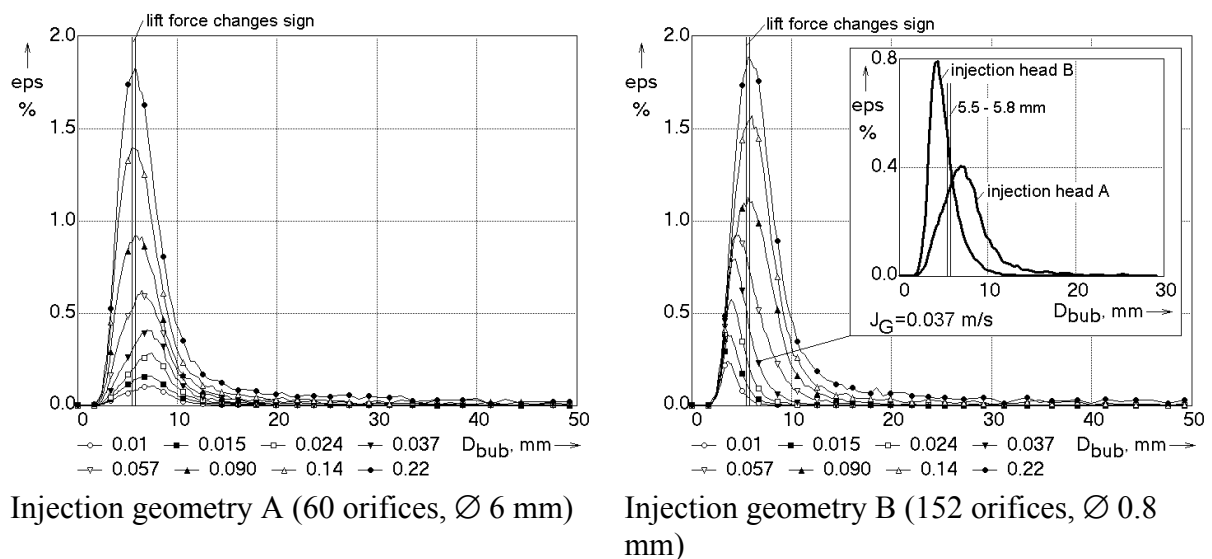 lift force changes sign
2.0
eps
%
1.5
1.0
0.5
0.0
0 10 20 30 40 50
0.01 0.015 0.024 0.037 D_bub, mm
0.057 0.090 0.14 0.22
Injection geometry A (60 orifices, ∅ 6 mm)
lift force changes sign
2.0
eps
%
1.5
1.0
0.5
0.0
0 10 20 30 40 50
0.8
eps
%
0.4
0.0
injection head B
5.5 - 5.8 mm
injection head A
0 10 20 30
J_G=0.037 m/s D_bub, mm
0.01 0.015 0.024 0.037 D_bub, mm
0.057 0.090 0.14 0.22
Injection geometry B (152 orifices, ∅ 0.8
mm)